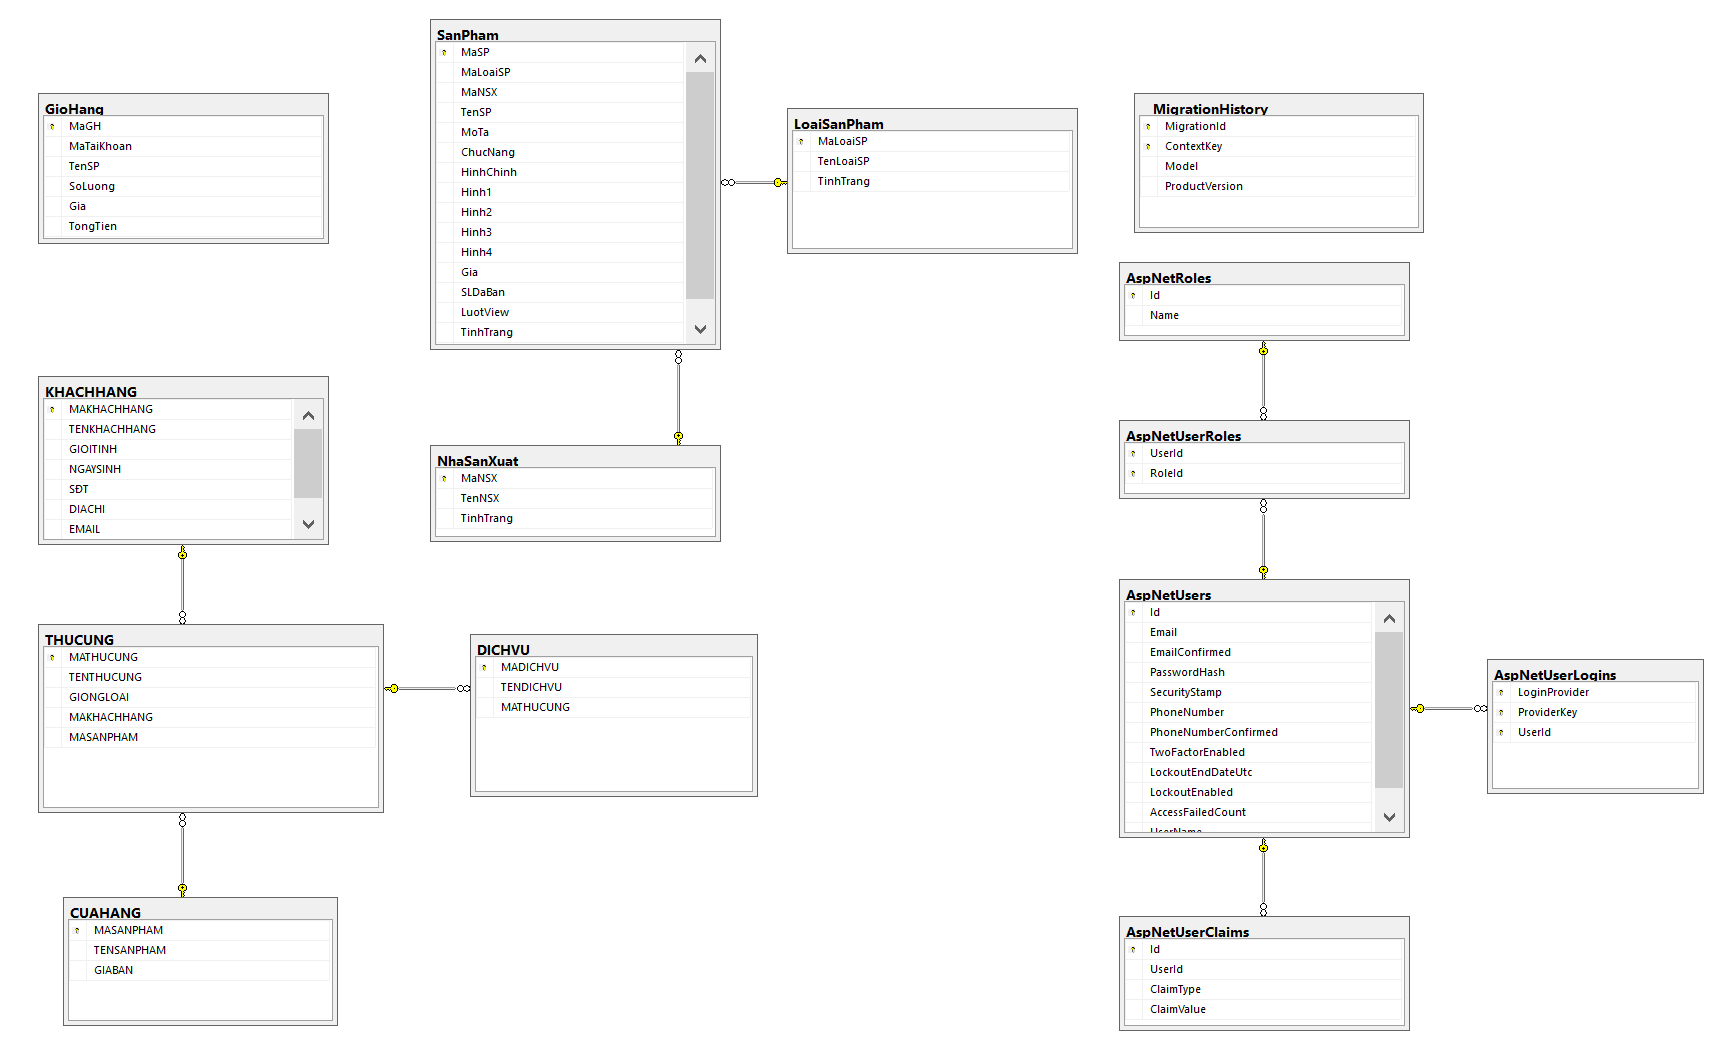 SanPham
MaSP
MaLoaiSP
MaNSX
TenSP
MoTa
ChucNang
HinhChinh
Hinh1
Hinh2
Hinh3
Hinh4
Gia
SLDaBan
LuotView
TinhTrang
GioHang
MaGH
MaTaiKhoan
TenSP
SoLuong
Gia
TongTien
LoaiSanPham
MaLoaiSP
TenLoaiSP
TinhTrang
MigrationHistory
MigrationId
ContextKey
Model
ProductVersion
AspNetRoles
Id
Name
KHACHHANG
MAKHACHHANG
TENKHACHHANG
GIOITINH
NGAYSINH
SĐT
DIACHI
EMAIL
NhaSanXuat
MaNSX
TenNSX
TinhTrang
AspNetUserRoles
UserId
RoleId
AspNetUsers
Id
Email
EmailConfirmed
PasswordHash
SecurityStamp
PhoneNumber
PhoneNumberConfirmed
TwoFactorEnabled
LockoutEndDateUtc
LockoutEnabled
AccessFailedCount
UserName
THUCUNG
MATHUCUNG
TENTHUCUNG
GIONGLOAI
MAKHACHHANG
MASANPHAM
DICHVU
MADICHVU
TENDICHVU
MATHUCUNG
AspNetUserLogins
LoginProvider
ProviderKey
UserId
CUAHANG
MASANPHAM
TENSANPHAM
GIABAN
AspNetUserClaims
Id
UserId
ClaimType
ClaimValue